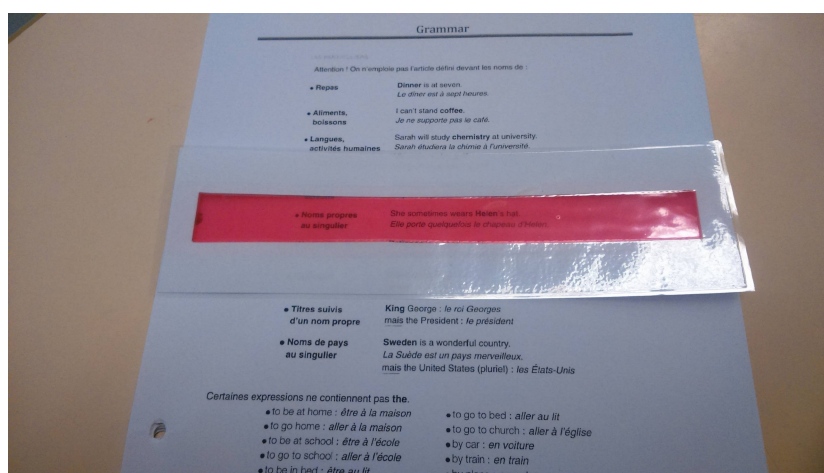 Grammar
Attention ! On n'emploie pas l'article défini devant les noms de :
• Repas
Dinner is at seven.
Le dîner est à sept heures.
• Aliments,
boissons
I can't stand coffee.
Je ne supporte pas le café.
• Langues,
activités humaines
Sarah will study chemistry at university.
Sarah étudiera la chimie à l'université.
• Noms propres
au singulier
She sometimes wears Helen's hat.
Elle porte quelquefois le chapeau d'Helen.
• Titres suivis
d'un nom propre
King George : le roi Georges
mais the President : le président
• Noms de pays
au singulier
Sweden is a wonderful country.
La Suède est un pays merveilleux.
mais the United States (pluriel) : les États-Unis
Certaines expressions ne contiennent pas the.
• to be at home : être à la maison
• to go home : aller à la maison
• to be at school : être à l'école
• to go to school : aller à l'école
• to be in bed : être au lit
• to go to bed : aller au lit
• to go to church : aller à l'église
• by car : en voiture
• by train : en train